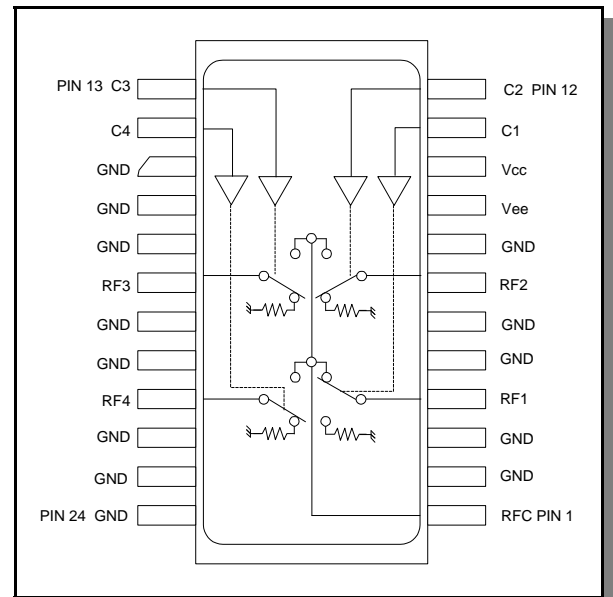 PIN 13 C3
C2 PIN 12
C4
C1
GND
Vcc
GND
Vee
GND
GND
RF3
RF2
GND
GND
GND
GND
RF4
RF1
GND
GND
GND
GND
PIN 24 GND
RFC PIN 1